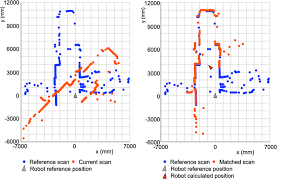 y (mm)
12000
9000
6000
3000
0
-3000
-6000
-7000
0
7000
x (mm)
Reference scan
Current scan
Robot reference position
y (mm)
12000
9000
6000
3000
0
-3000
-6000
-7000
0
7000
x (mm)
Reference scan
Matched scan
Robot reference position
Robot calculated position